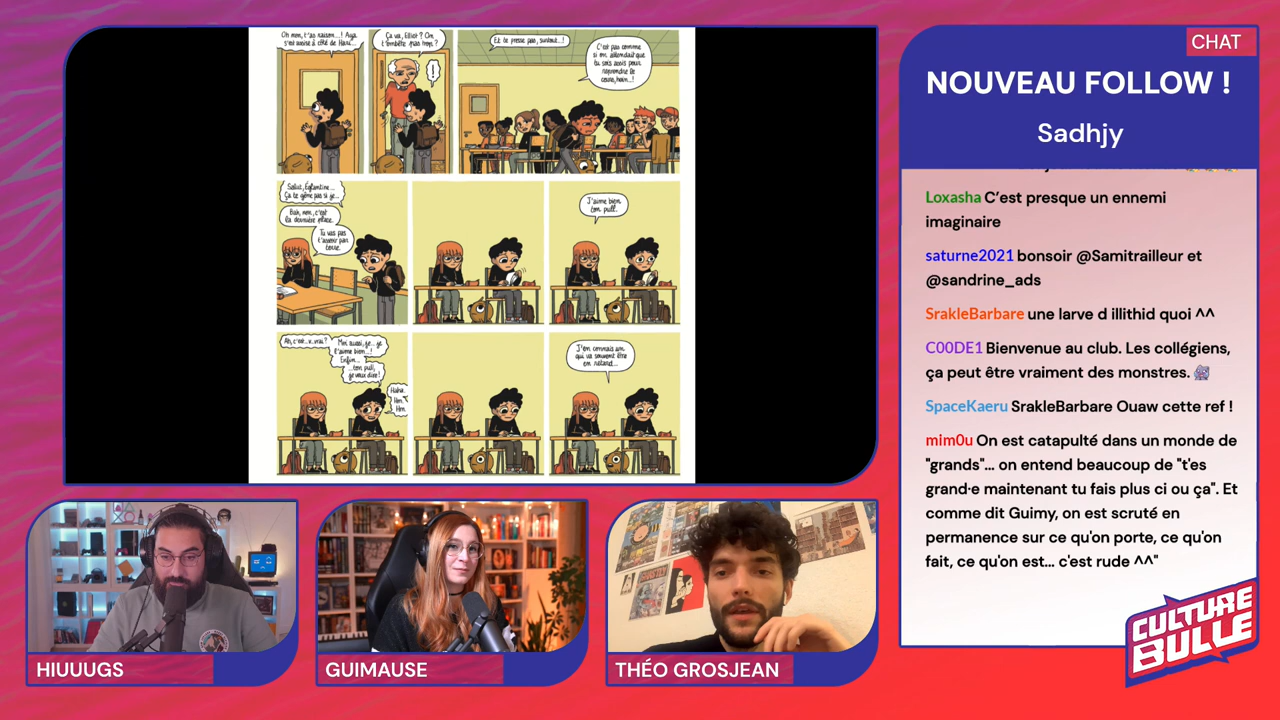 Oh non, t'as raison...! Aya
s'est assise à côté de Hari...
Ça va, Elliot? On
t'embête pas trop?
!
Et te presse pas, surtout...!
C'est pas comme
si on attendait que
tu sois assis pour
reprendre le
cours, hein...!
Salut, Églantine...
Ça te gêne pas si je...
Bah, non, c'est
la dernière place.
Tu vas pas
t'asseoir par
terre.
J'aime bien
ton pull.
Ah, c'est...v..vrai?
Moi aussi, je...je
t'aime bien...!
Enfin...
...ton pull,
je veux dire!
Haha.
Hm.
Hm.
J'en connais un
qui va souvent être
en retard...
CHAT
NOUVEAU FOLLOW !
Sadhjy
Loxasha C'est presque un ennemi
imaginaire
saturne2021 bonsoir @Samitrailleur et
@sandrine_ads
SrakleBarbare une larve d illithid quoi ^^
C00DE1 Bienvenue au club. Les collégiens,
ça peut être vraiment des monstres.
SpaceKaeru SrakleBarbare Ouaw cette ref !
mim0u On est catapulté dans un monde de
"grands"... on entend beaucoup de "t'es
grand·e maintenant tu fais plus ci ou ça". Et
comme dit Guimy, on est scruté en
permanence sur ce qu'on porte, ce qu'on
fait, ce qu'on est... c'est rude ^^"
CULTURE
BULLE
HIUUUGS
GUIMAUSE
THÉO GROSJEAN